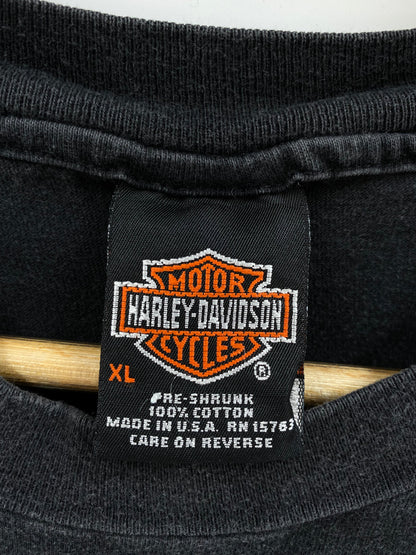 MOTOR
HARLEY-DAVIDSON
CYCLES
®
XL
PRE-SHRUNK
100% COTTON
MADE IN U.S.A. RN 15763
CARE ON REVERSE